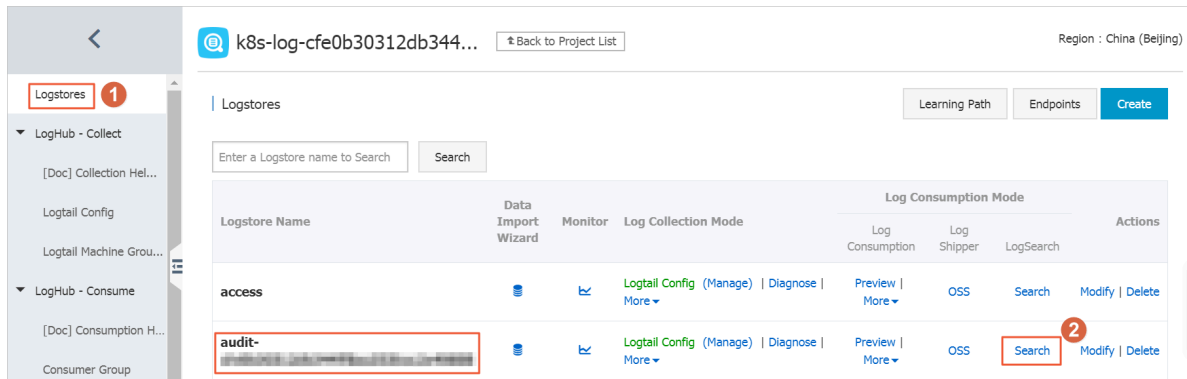 k8s-log-cfe0b30312db344...
Back to Project List
Region : China (Beijing)
Logstores
1
LogHub - Collect
[Doc] Collection Hel...
Logtail Config
Logtail Machine Grou...
LogHub - Consume
[Doc] Consumption H...
Consumer Group
Logstores
Learning Path
Endpoints
Create
Enter a Logstore name to Search
Search
Logstore Name
Data
Import
Wizard
Monitor
Log Collection Mode
Log Consumption Mode
Log
Consumption
Log
Shipper
LogSearch
Actions
access
Logtail Config (Manage) | Diagnose |
More
Preview |
More
OSS
Search
Modify | Delete
audit-
Logtail Config (Manage) | Diagnose |
More
Preview |
More
OSS
Search
2
Modify | Delete